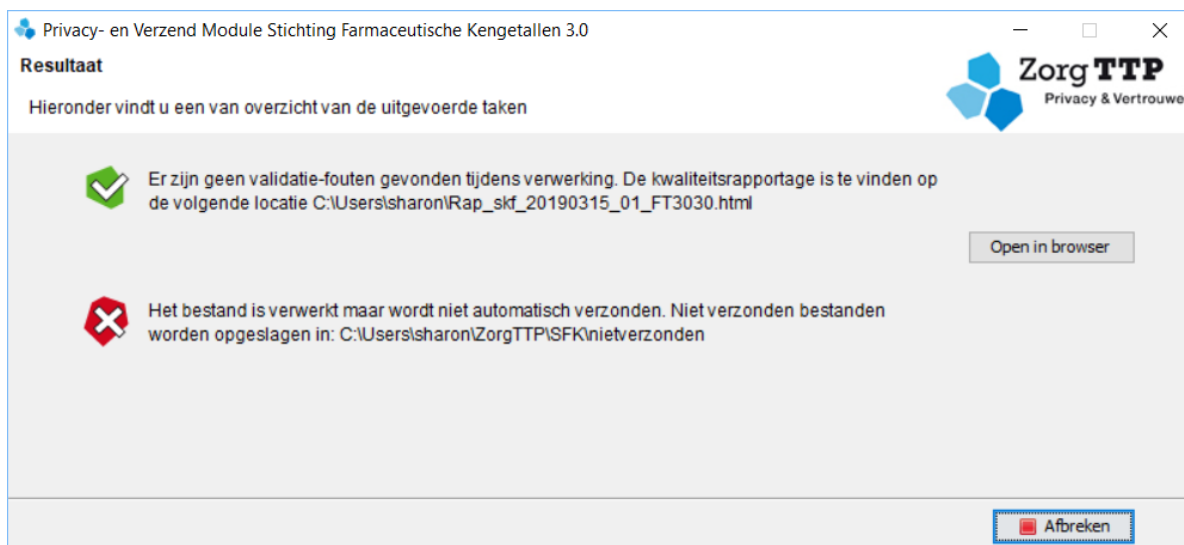 Privacy- en Verzend Module Stichting Farmaceutische Kengetallen 3.0
Resultaat
Hieronder vindt u een van overzicht van de uitgevoerde taken
Zorg TTP
Privacy & Vertrouwe
Er zijn geen validatie-fouten gevonden tijdens verwerking. De kwaliteitsrapportage is te vinden op
de volgende locatie C:\Users\sharon\Rap_skf_20190315_01_FT3030.html
Open in browser
Het bestand is verwerkt maar wordt niet automatisch verzonden. Niet verzonden bestanden
worden opgeslagen in: C:\Users\sharon\ZorgTTP\SFK\nietverzonden
Afbreken